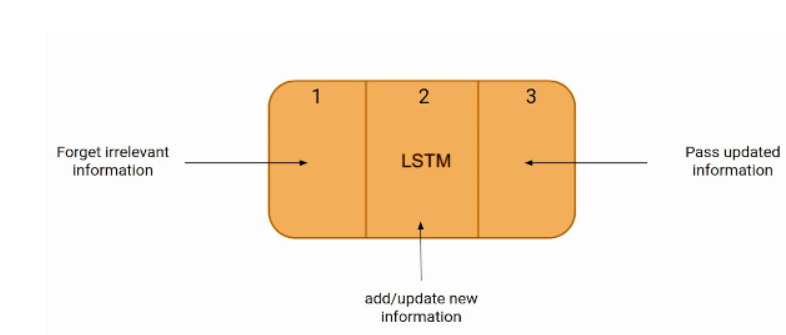 1
2
3
LSTM
Forget irrelevant
information
Pass updated
information
add/update new
information